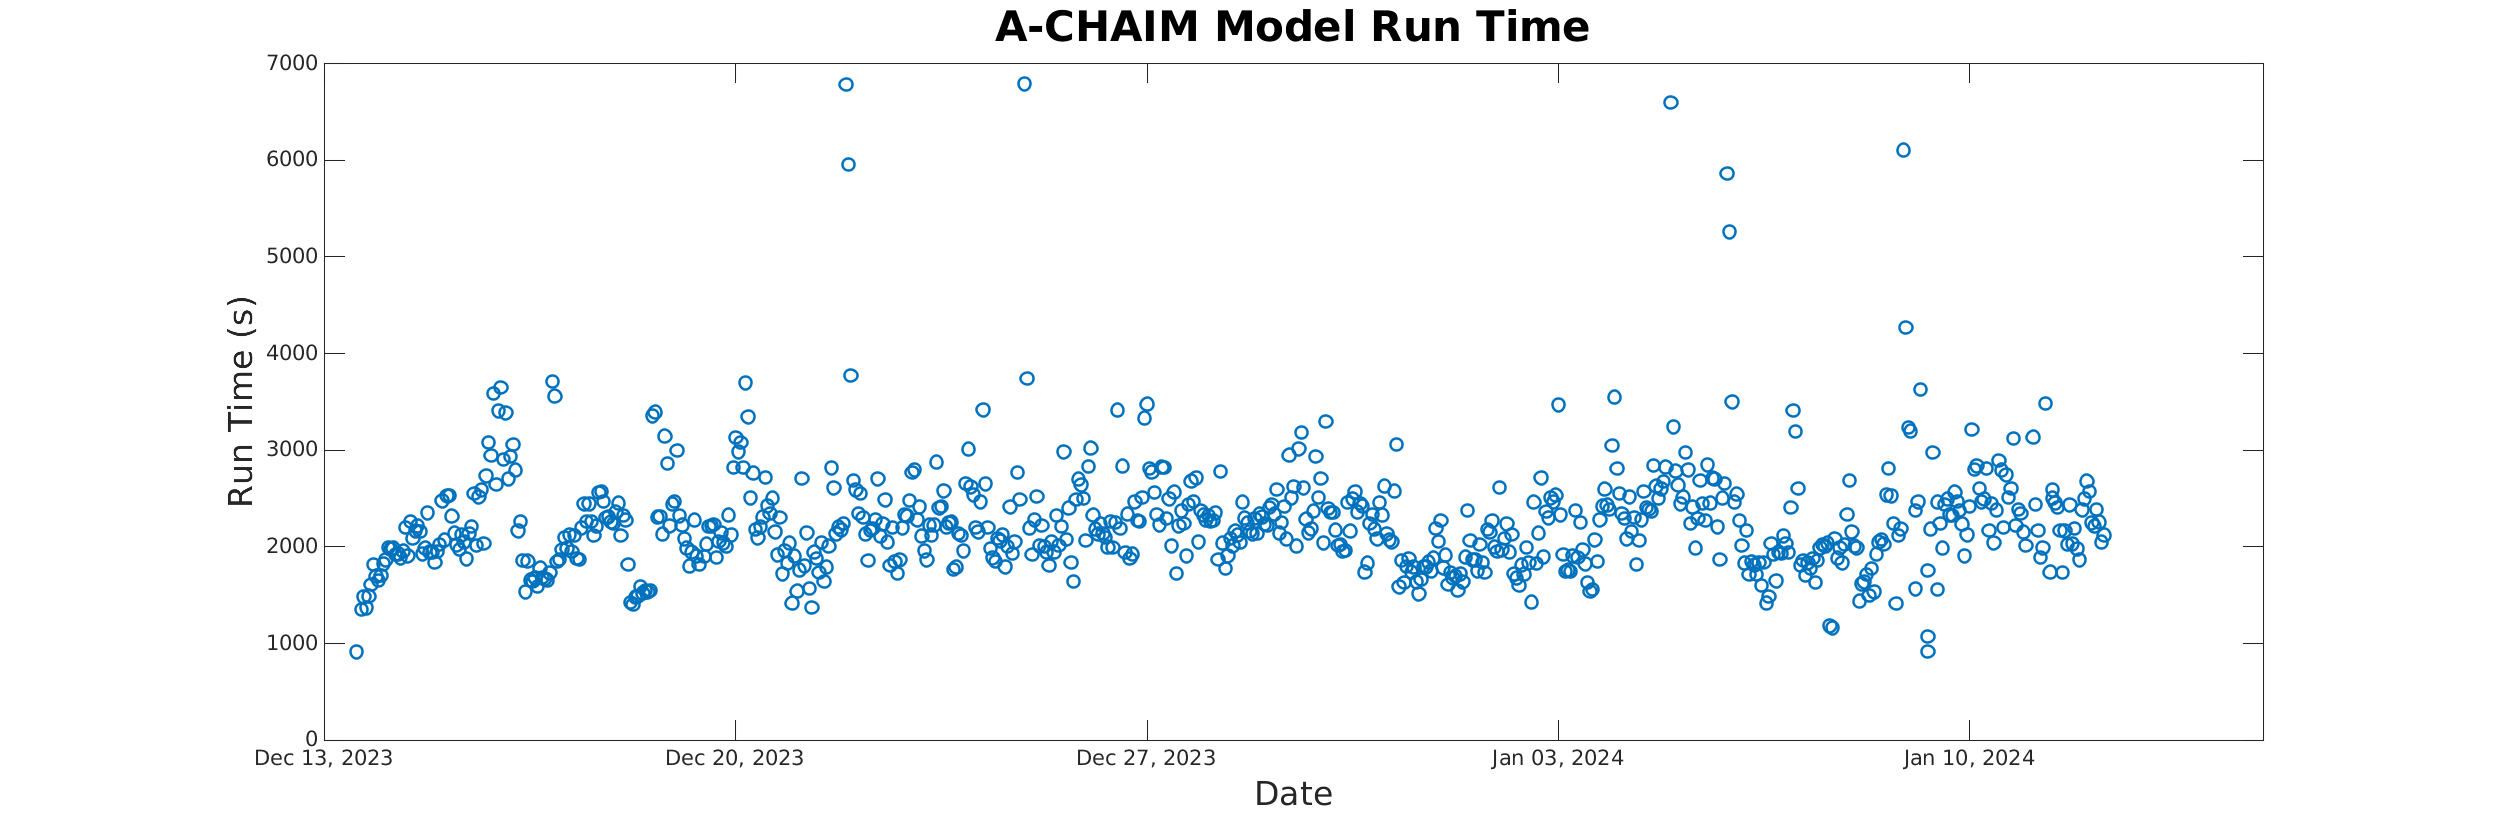 A-CHAIM Model Run Time
7000
6000
5000
4000
3000
2000
1000
0
Run Time (s)
Dec 13, 2023 Dec 20, 2023 Dec 27, 2023 Jan 03, 2024 Jan 10, 2024
Date